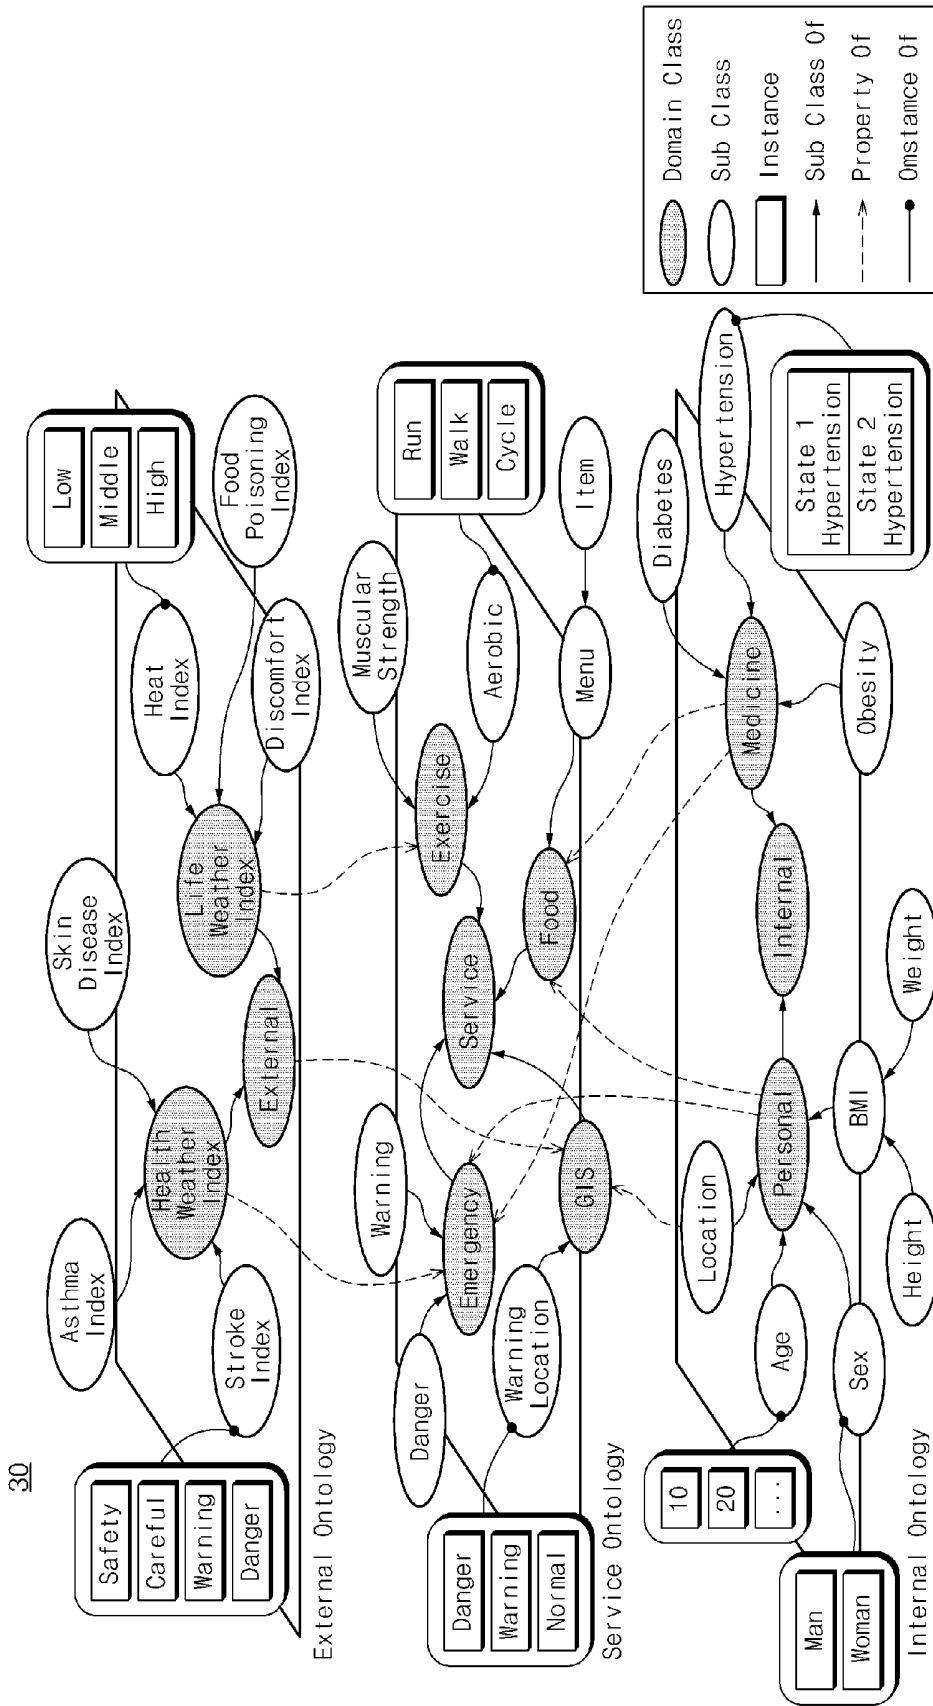 30
Safety
Careful
Warning
Danger
Asthma
Index
Stroke
Index
Skin
Disease
Index
Health
Weather
Index
External
Life
Weather
Index
Heat
Index
Low
Middle
High
Food
Poisoning
Index
Discomfort
Index
External Ontology
Danger
Warning
Normal
Danger
Warning
Warning
Location
Emergency
GIS
Service
Exercise
Food
Muscular
Strength
Aerobic
Run
Walk
Cycle
Menu
Item
Service Ontology
10
20
...
Man
Woman
Age
Sex
Location
Personal
BMI
Height
Weight
Internal
Medicine
Diabetes
Hypertension
Obesity
State 1
Hypertension
State 2
Hypertension
Internal Ontology
Domain Class
Sub Class
Instance
Sub Class Of
Property Of
Omstamce Of